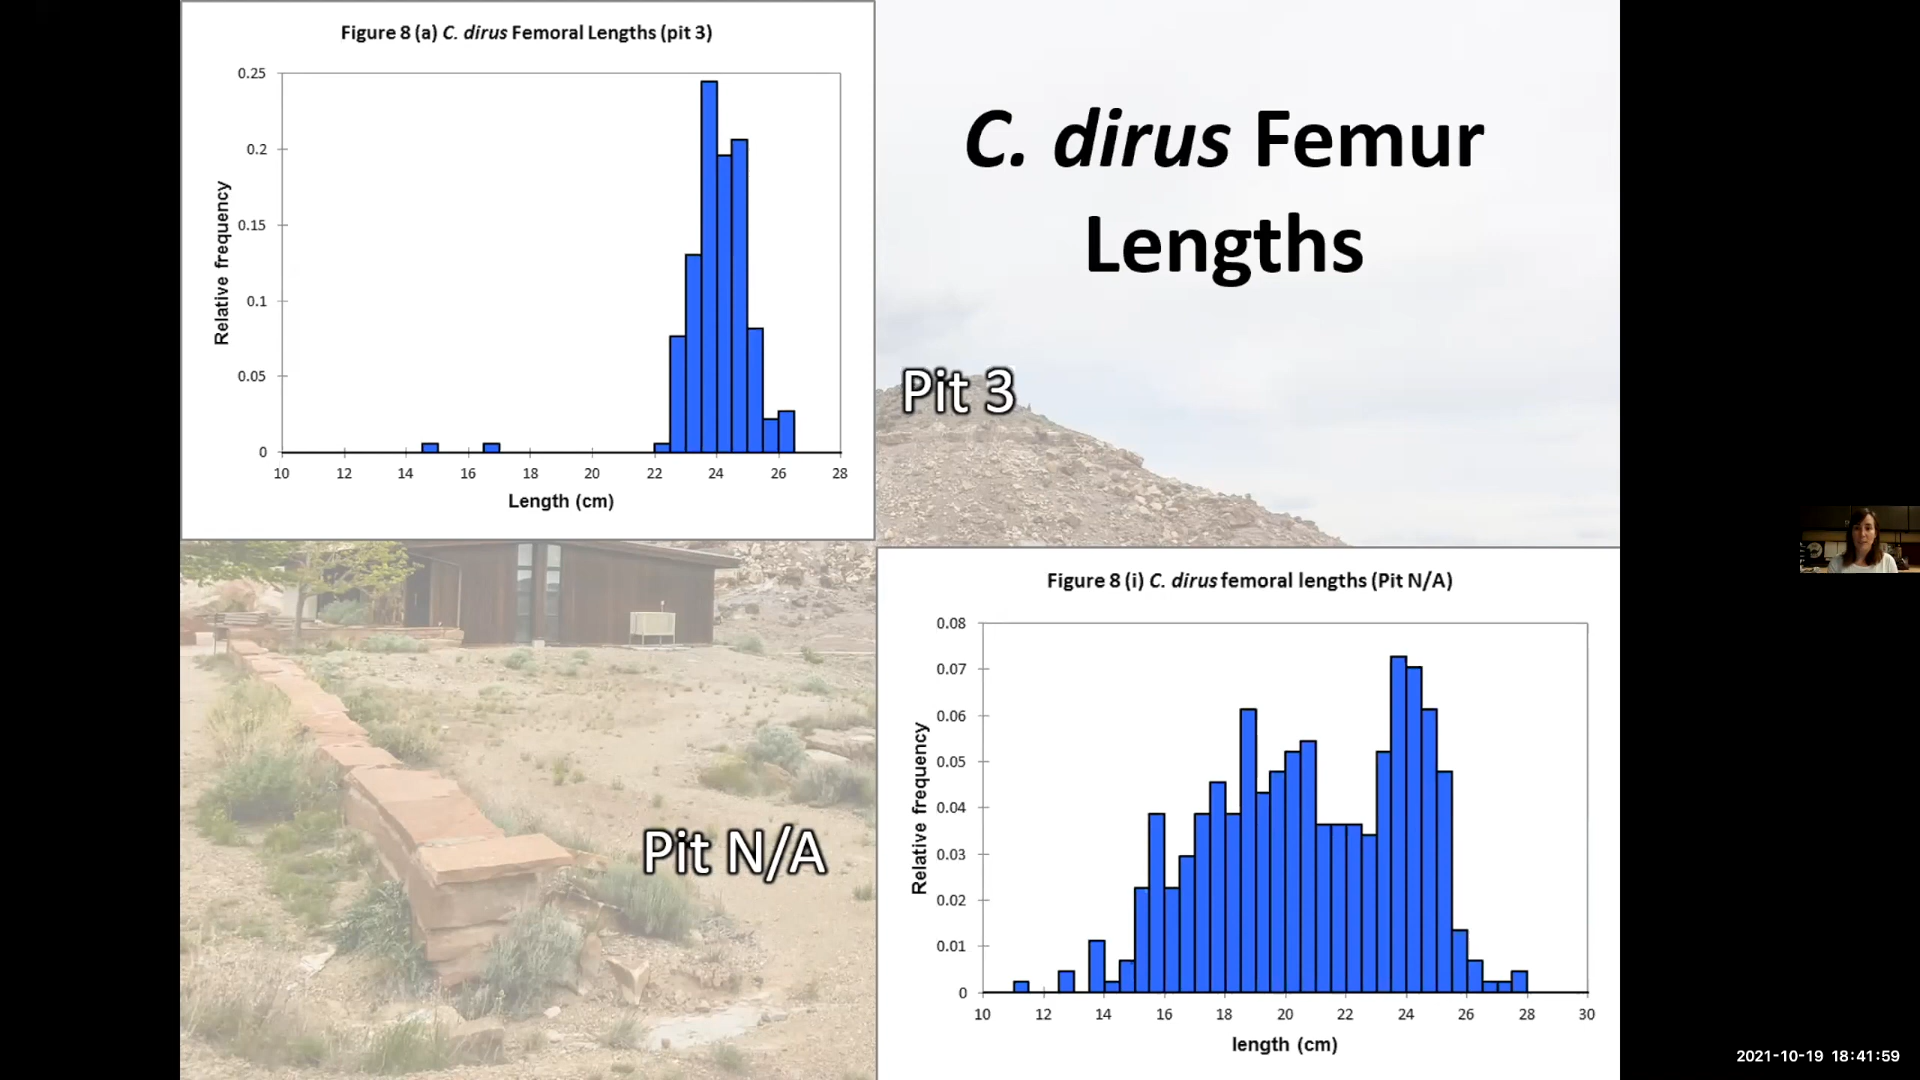 Figure 8 (a) C. dirus Femoral Lengths (pit 3)
0.25
0.2
0.15
0.1
0.05
0
Relative frequency
10 12 14 16 18 20 22 24 26 28
Length (cm)
C. dirus Femur
Lengths
Pit 3
Pit N/A
Figure 8 (i) C. dirus femoral lengths (Pit N/A)
0.08
0.07
0.06
0.05
0.04
0.03
0.02
0.01
0
Relative frequency
10 12 14 16 18 20 22 24 26 28 30
length (cm)
2021-10-19 18:41:59